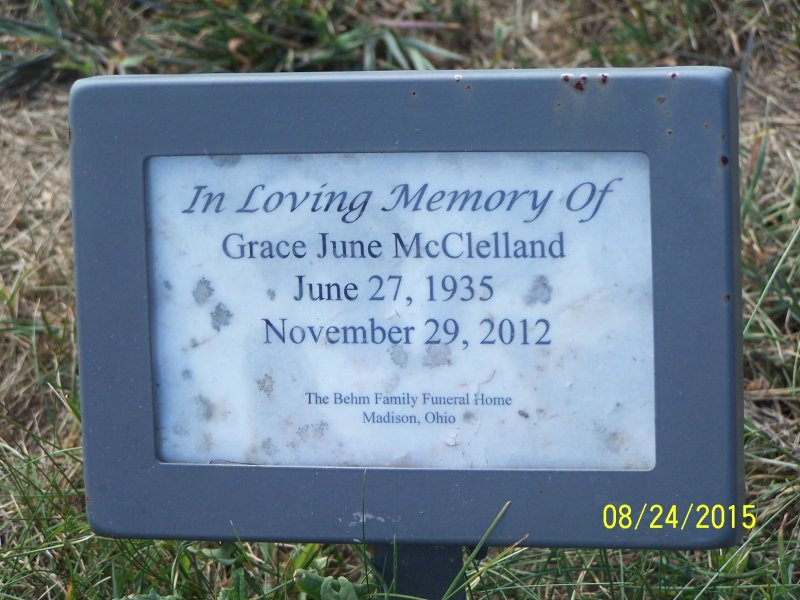 In Loving Memory Of
Grace June McClelland
June 27, 1935
November 29, 2012
The Behm Family Funeral Home
Madison, Ohio
08/24/2015